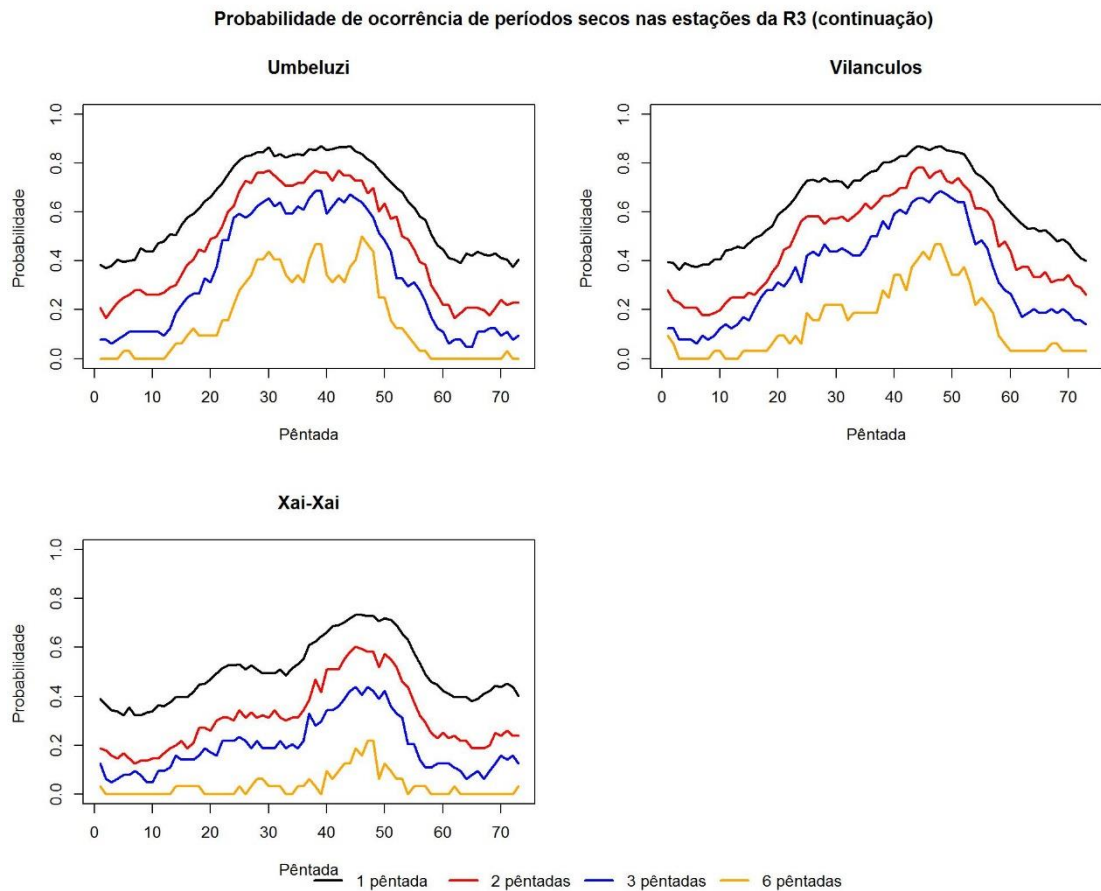 Probabilidade de ocorrência de períodos secos nas estações da R3 (continuação)
Umbeluzi
Probabilidade
1.0
0.8
0.6
0.4
0.2
0.0
0 10 20 30 40 50 60 70
Pêntada
Vilanculos
Probabilidade
1.0
0.8
0.6
0.4
0.2
0.0
0 10 20 30 40 50 60 70
Pêntada
Xai-Xai
Probabilidade
1.0
0.8
0.6
0.4
0.2
0.0
0 10 20 30 40 50 60 70
Pêntada
1 pêntada 2 pêntadas 3 pêntadas 6 pêntadas